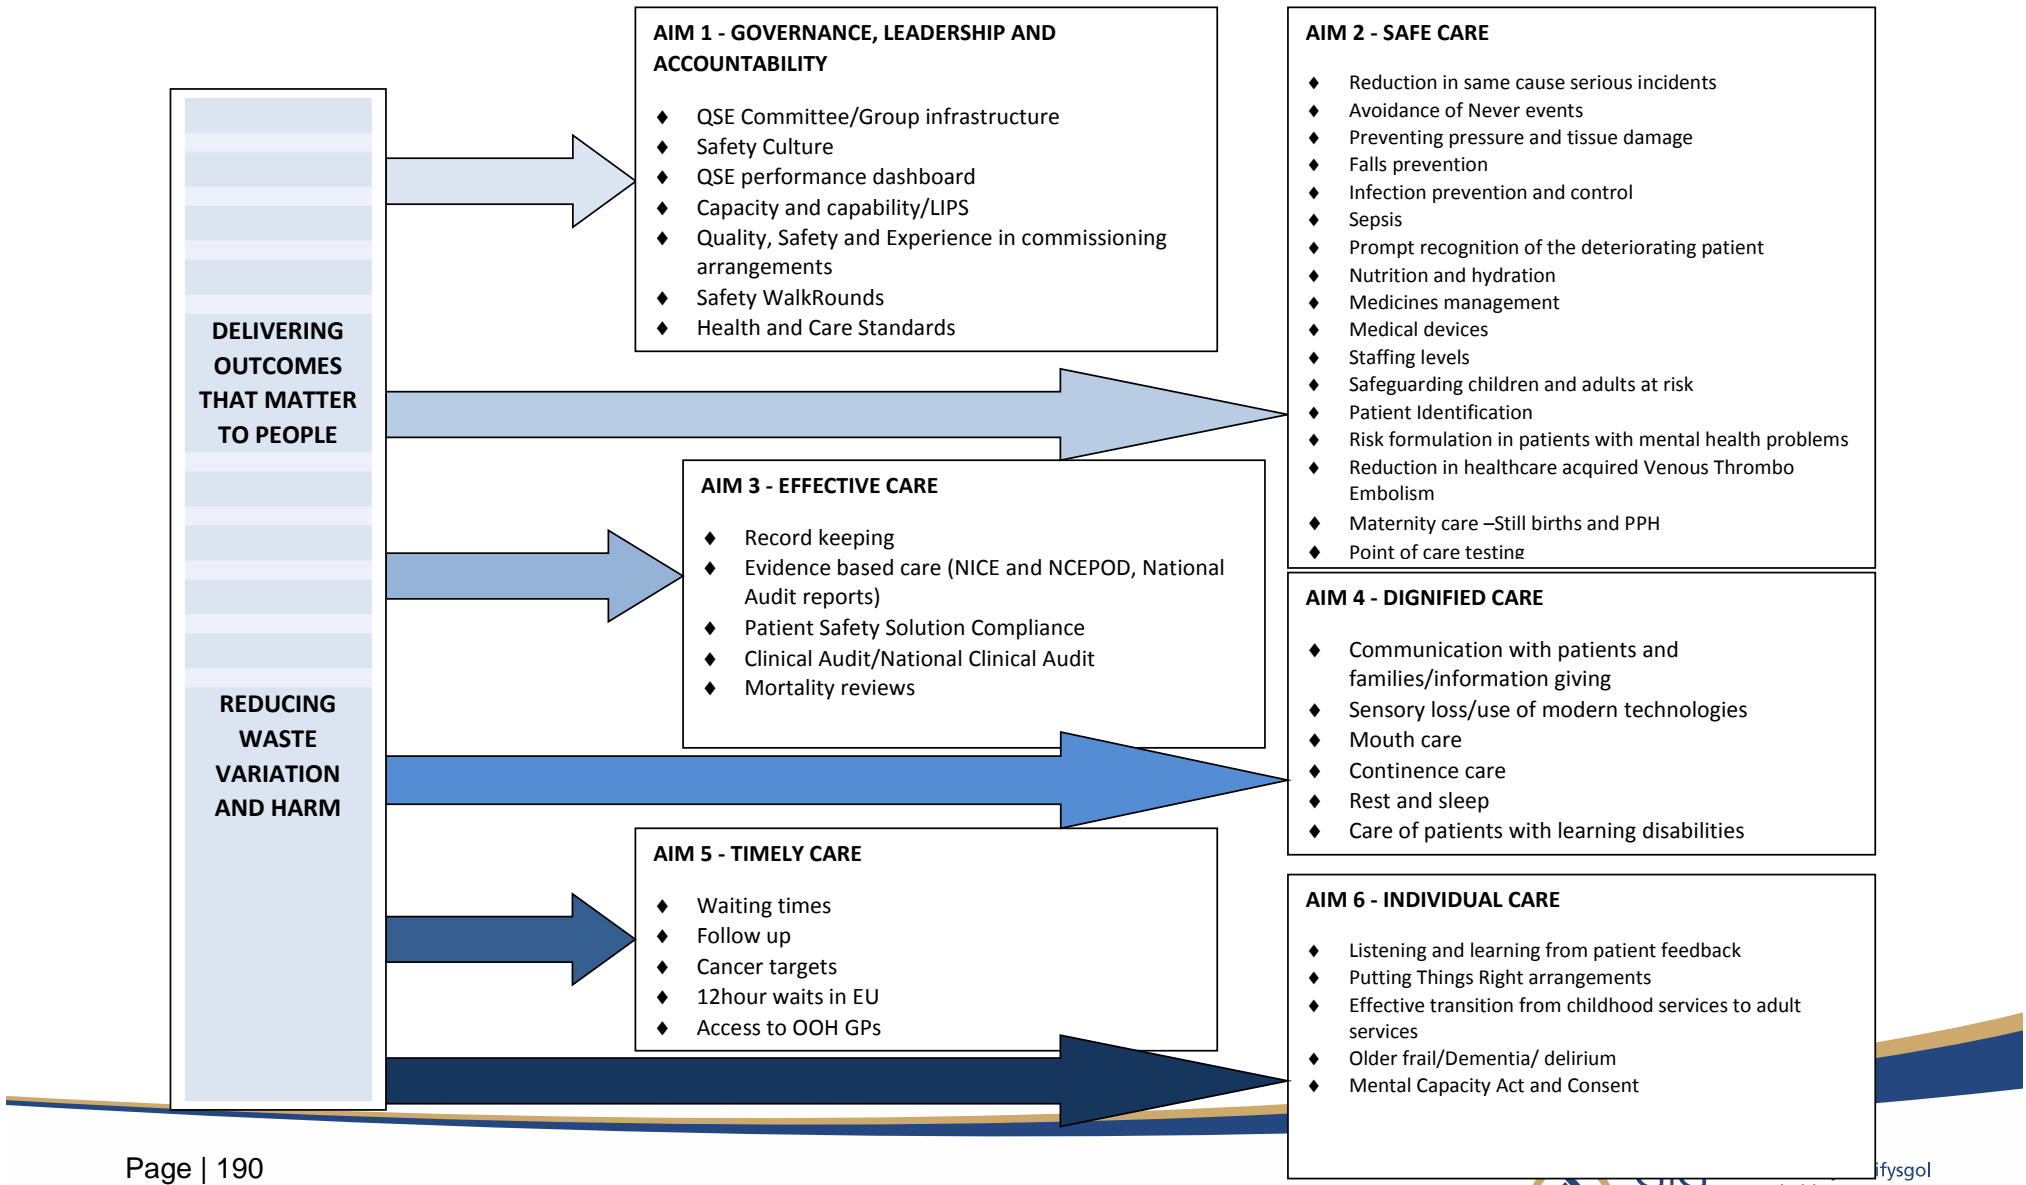 DELIVERING
OUTCOMES
THAT MATTER
TO PEOPLE
REDUCING
WASTE
VARIATION
AND HARM
AIM 1 - GOVERNANCE, LEADERSHIP AND
ACCOUNTABILITY
♦ QSE Committee/Group infrastructure
♦ Safety Culture
♦ QSE performance dashboard
♦ Capacity and capability/LIPS
♦ Quality, Safety and Experience in commissioning
arrangements
♦ Safety WalkRounds
♦ Health and Care Standards
AIM 2 - SAFE CARE
♦ Reduction in same cause serious incidents
♦ Avoidance of Never events
♦ Preventing pressure and tissue damage
♦ Falls prevention
♦ Infection prevention and control
♦ Sepsis
♦ Prompt recognition of the deteriorating patient
♦ Nutrition and hydration
♦ Medicines management
♦ Medical devices
♦ Staffing levels
♦ Safeguarding children and adults at risk
♦ Patient Identification
♦ Risk formulation in patients with mental health problems
♦ Reduction in healthcare acquired Venous Thrombo
Embolism
♦ Maternity care –Still births and PPH
♦ Point of care testing
AIM 3 - EFFECTIVE CARE
♦ Record keeping
♦ Evidence based care (NICE and NCEPOD, National
Audit reports)
♦ Patient Safety Solution Compliance
♦ Clinical Audit/National Clinical Audit
♦ Mortality reviews
AIM 4 - DIGNIFIED CARE
♦ Communication with patients and
families/information giving
♦ Sensory loss/use of modern technologies
♦ Mouth care
♦ Continence care
♦ Rest and sleep
♦ Care of patients with learning disabilities
AIM 5 - TIMELY CARE
♦ Waiting times
♦ Follow up
♦ Cancer targets
♦ 12hour waits in EU
♦ Access to OOH GPs
AIM 6 - INDIVIDUAL CARE
♦ Listening and learning from patient feedback
♦ Putting Things Right arrangements
♦ Effective transition from childhood services to adult
services
♦ Older frail/Dementia/ delirium
♦ Mental Capacity Act and Consent
Page | 190
ifysgol